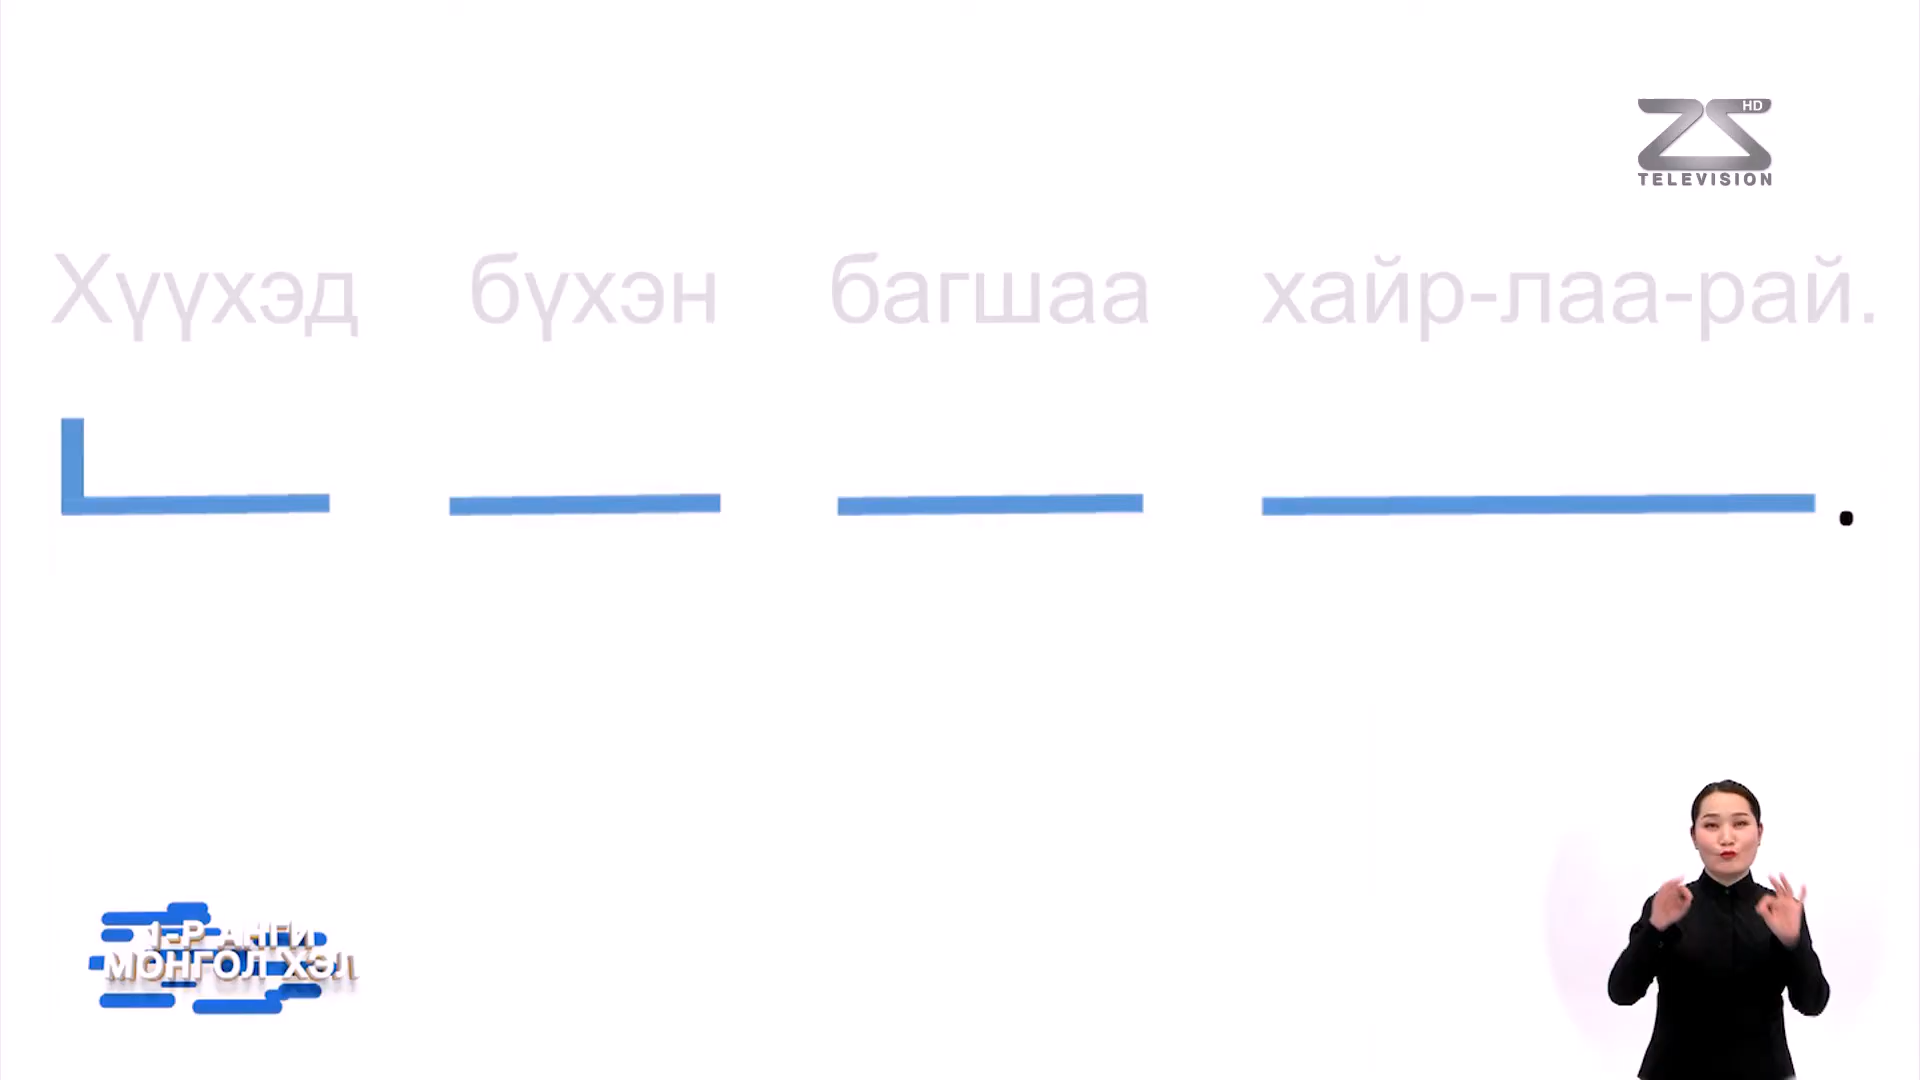 HD
TELEVISION
Хүүхэд бүхэн багшаа хайр-лаа-рай.
1-Р АНГИ
МОНГОЛ ХЭЛ